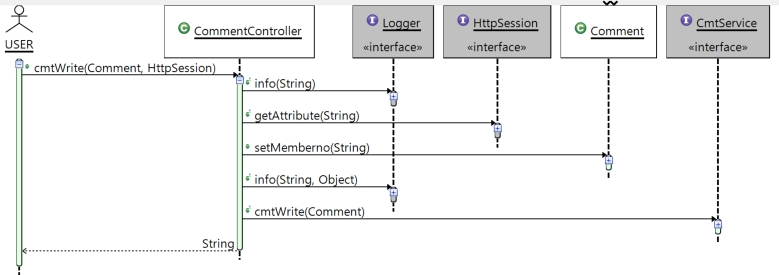 USER
CommentController
Logger
«interface»
HttpSession
«interface»
Comment
CmtService
«interface»
cmtWrite(Comment, HttpSession)
info(String)
getAttribute(String)
setMemberno(String)
info(String, Object)
cmtWrite(Comment)
String